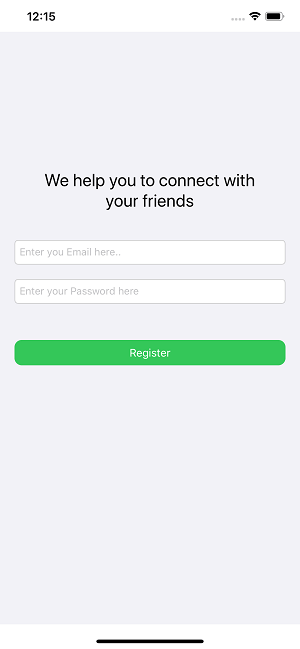 12:15
We help you to connect with
your friends
Enter you Email here..
Enter your Password here
Register